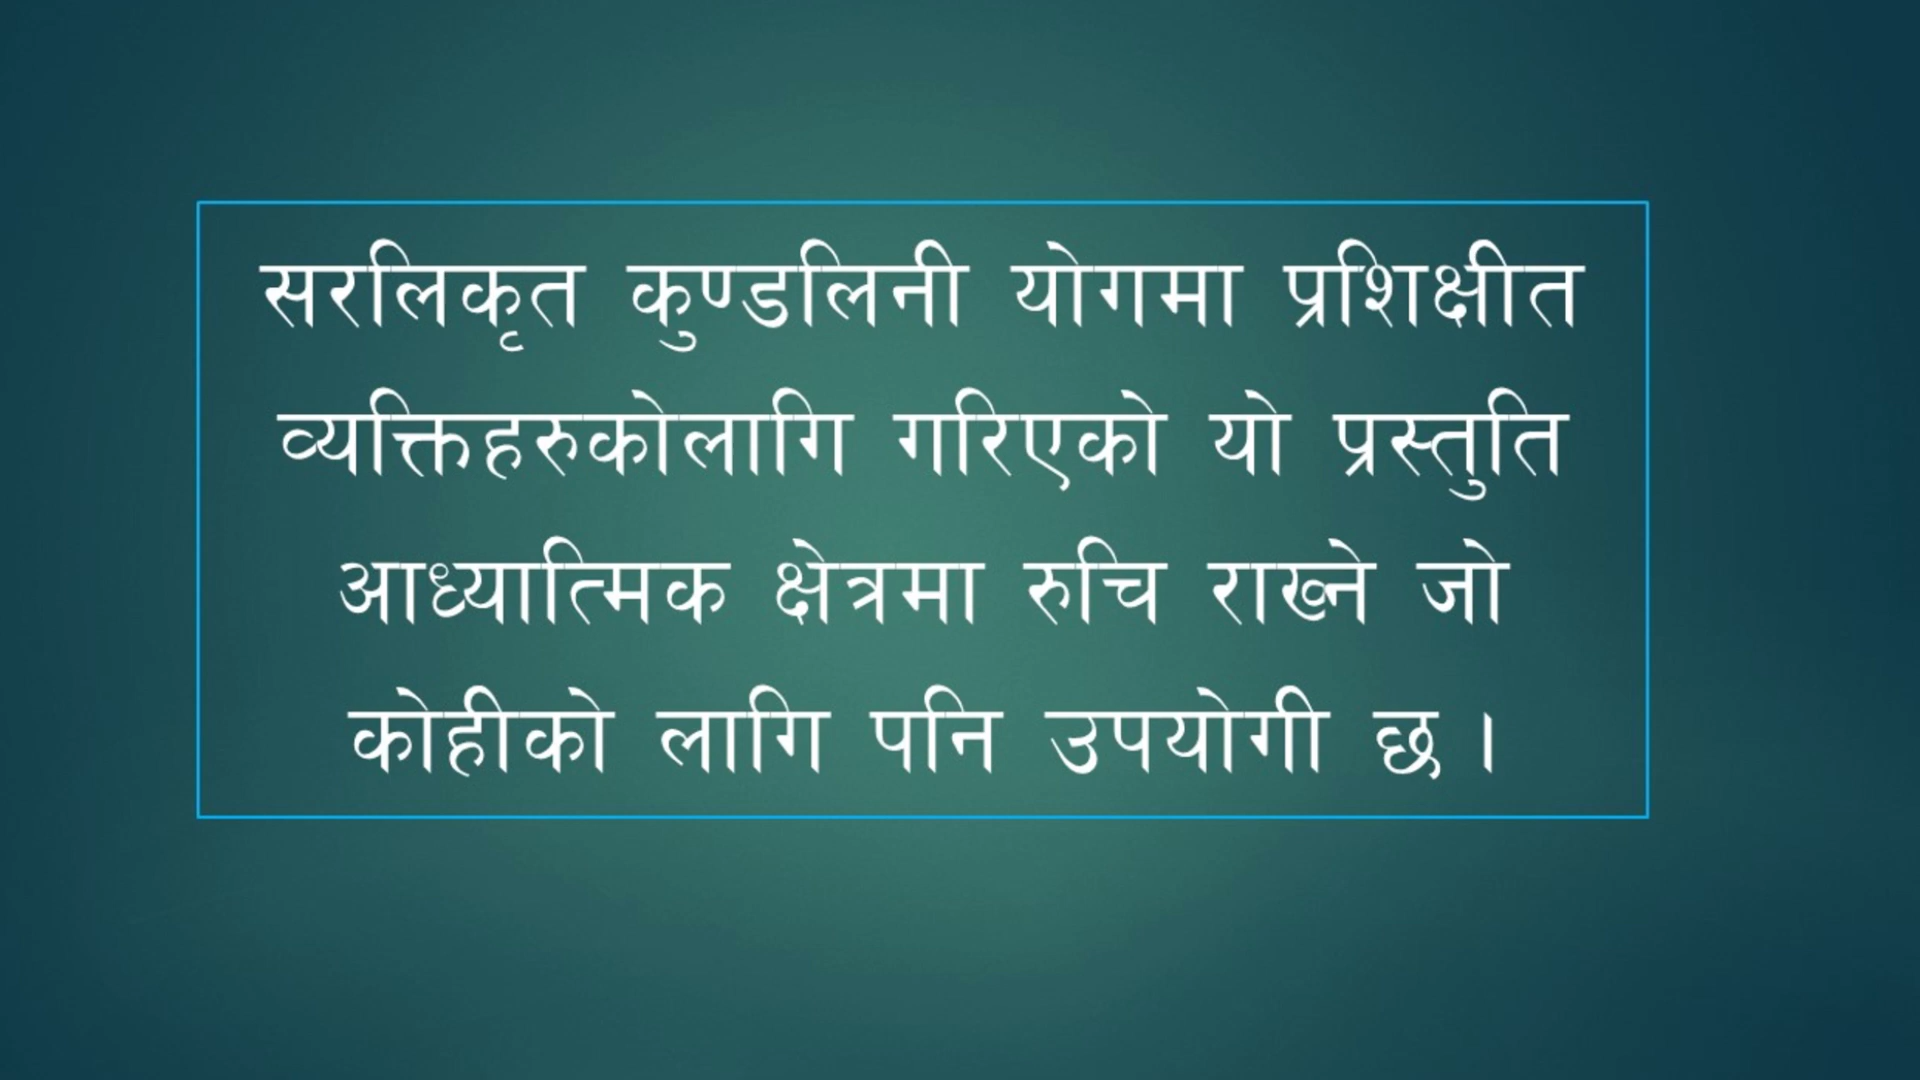 सरलिकृत कुण्डलिनी योगमा प्रशिक्षीत
व्यक्तिहरुकोलागि गरिएको यो प्रस्तुति
आध्यात्मिक क्षेत्रमा रुचि राख्ने जो
कोहीको लागि पनि उपयोगी छ ।